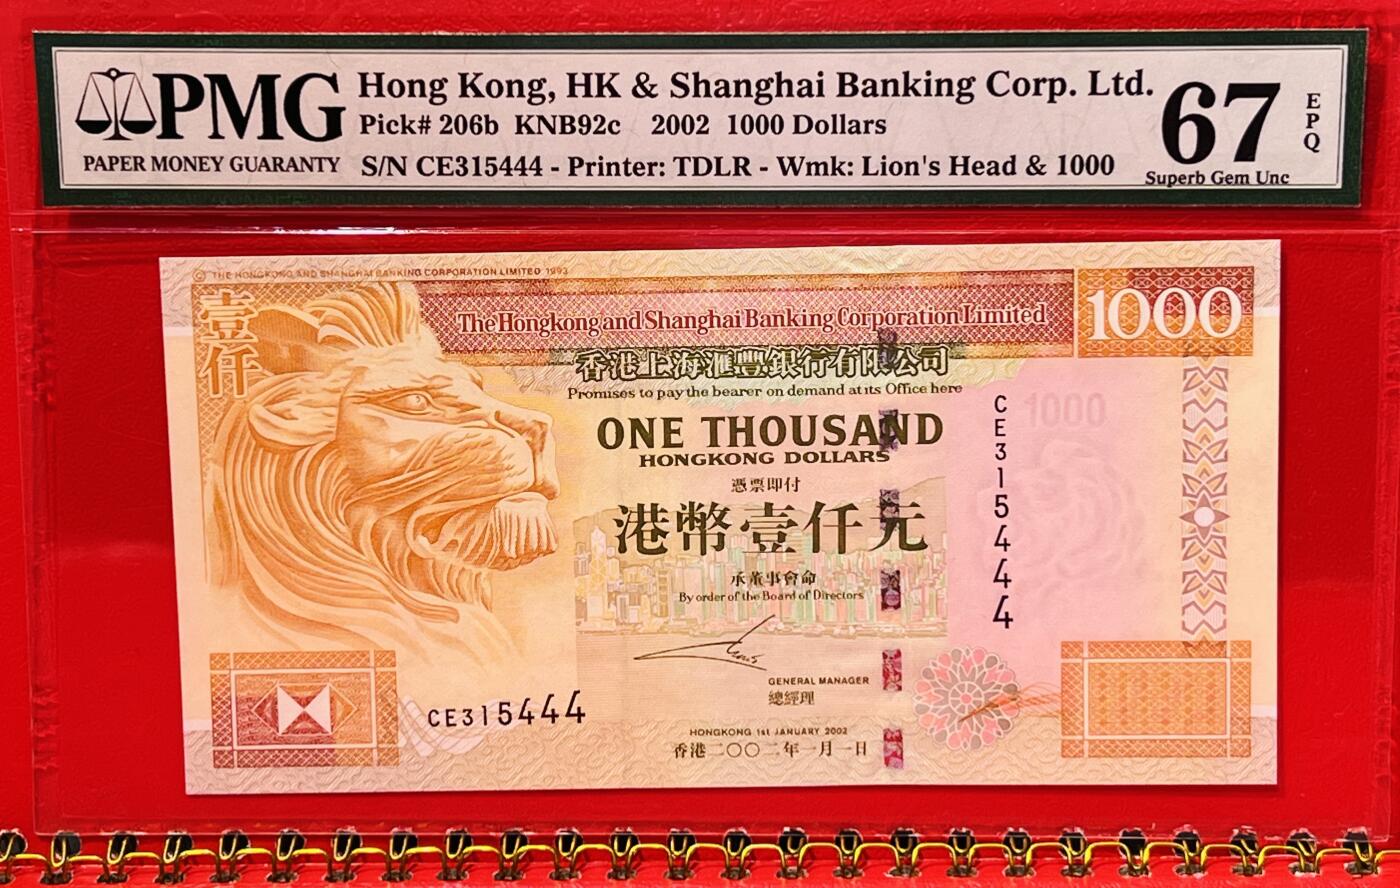 PMG
PAPER MONEY GUARANTY
Hong Kong, HK & Shanghai Banking Corp. Ltd.
Pick# 206b KNB92c 2002 1000 Dollars
S/N CE315444 - Printer: TDLR - Wmk: Lion's Head & 1000
67
EPQ
Superb Gem Unc
© THE HONGKONG AND SHANGHAI BANKING CORPORATION LIMITED 1993
壹仟
The Hongkong and Shanghai Banking Corporation Limited
1000
香港上海滙豐銀行有限公司
Promises to pay the bearer on demand at its Office here
ONE THOUSAND
HONGKONG DOLLARS
憑票即付
港幣壹仟元
承董事會命
By order of the Board of Directors
1000
CE315444
GENERAL MANAGER
總經理
CE315444
HONGKONG 1st JANUARY 2002
香港二〇〇二年一月一日